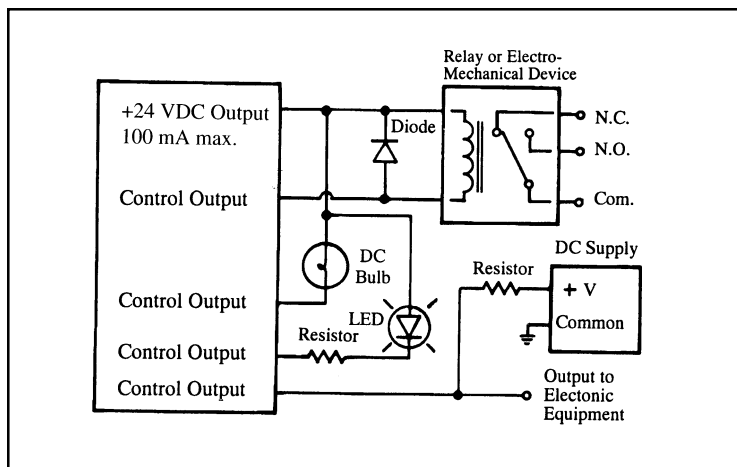 Relay or Electro-
Mechanical Device
+24 VDC Output
100 mA max.
Diode
N.C.
N.O.
Com.
Control Output
DC
Bulb
DC Supply
Resistor
+ V
Common
Control Output
LED
Resistor
Control Output
Control Output
Output to
Electonic
Equipment